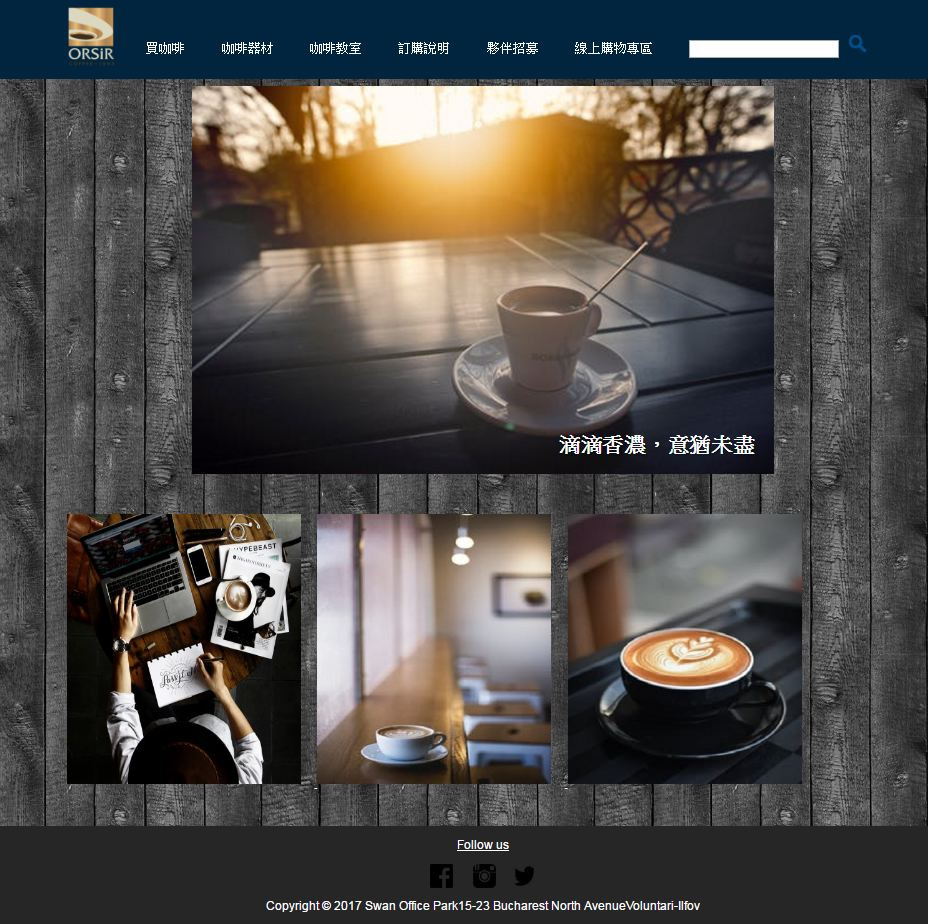 ORSiR
買咖啡 咖啡器材 咖啡教室 訂購說明 夥伴招募 線上購物專區
滴滴香濃，意猶未盡
HYPEBEAST
Follow us
Copyright © 2017 Swan Office Park15-23 Bucharest North AvenueVoluntari-Ilfov